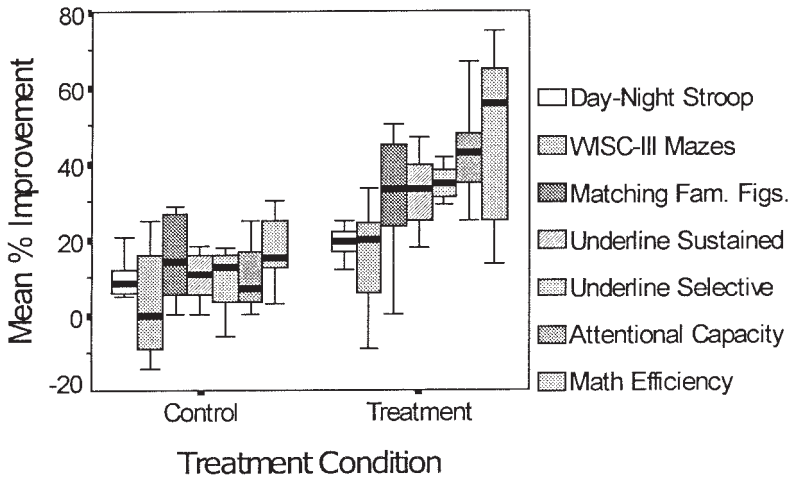 80
60
40
20
0
-20
Mean % Improvement
Control Treatment
Treatment Condition
Day-Night Stroop
WISC-III Mazes
Matching Fam. Figs.
Underline Sustained
Underline Selective
Attentional Capacity
Math Efficiency